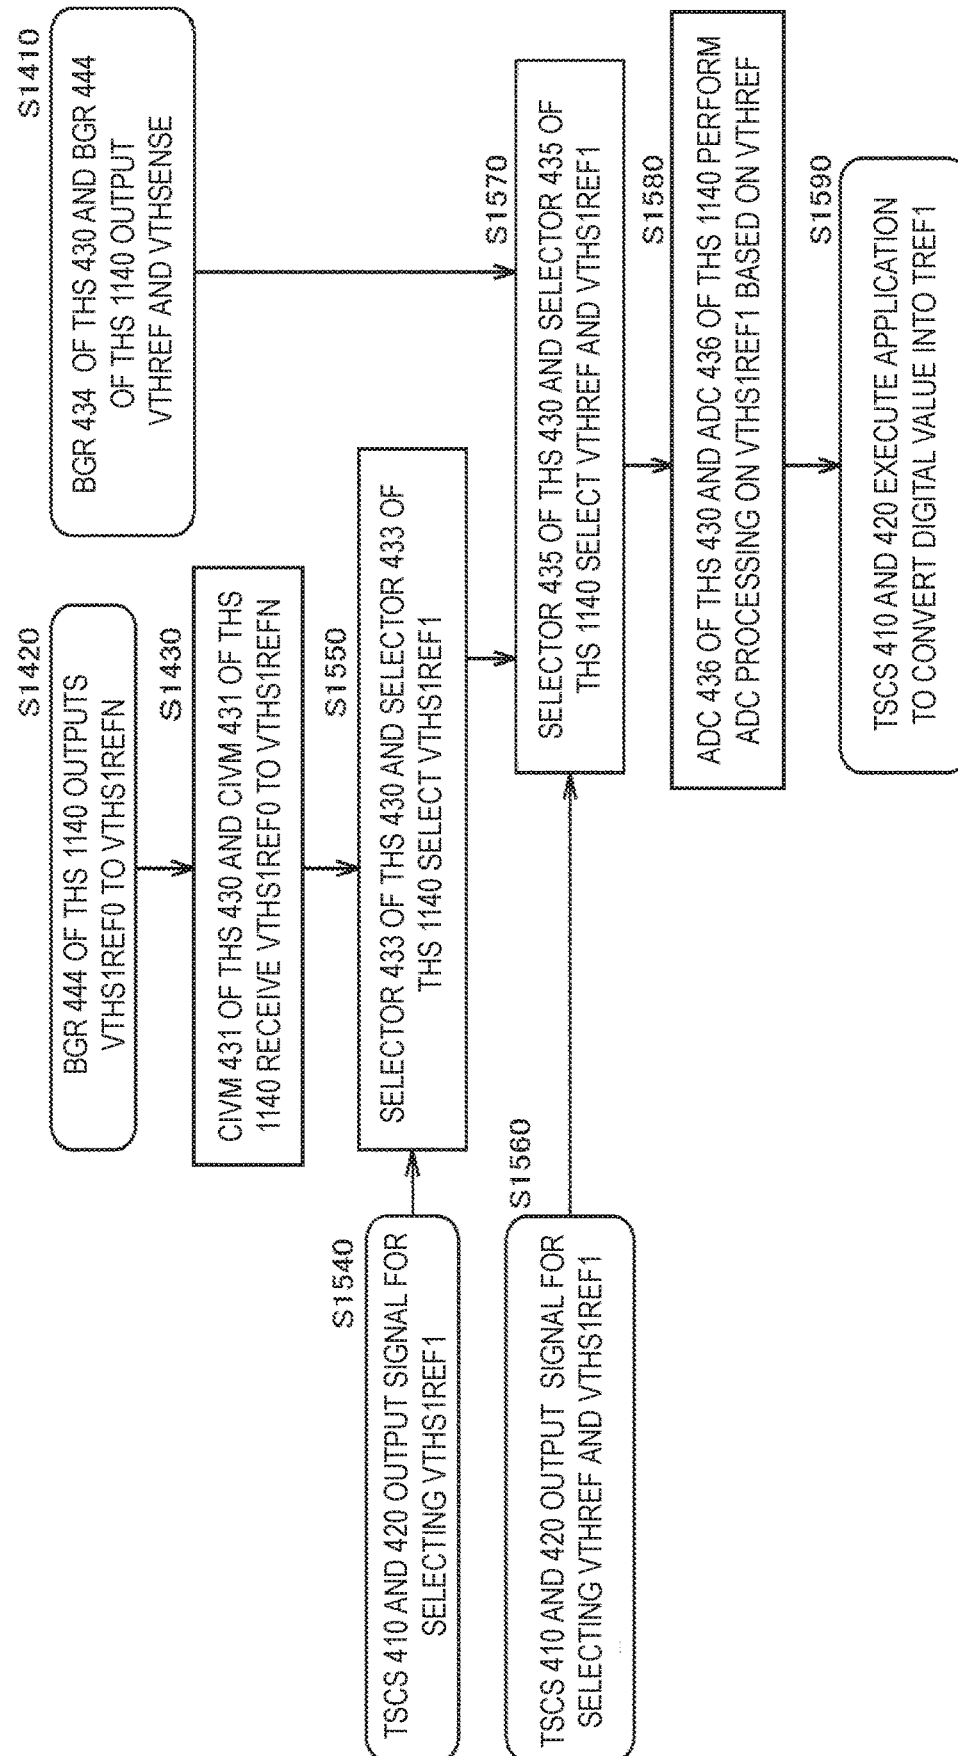 S1410
BGR 434 OF THS 430 AND BGR 444
OF THS 1140 OUTPUT
VTHREF AND VTHSENSE
S1420
BGR 444 OF THS 1140 OUTPUTS
VTHS1REF0 TO VTHS1REFN
S1430
CIVM 431 OF THS 430 AND CIVM 431 OF THS
1140 RECEIVE VTHS1REF0 TO VTHS1REFN
S1540
TSCS 410 AND 420 OUTPUT SIGNAL FOR
SELECTING VTHS1REF1
S1550
SELECTOR 433 OF THS 430 AND SELECTOR 433 OF
THS 1140 SELECT VTHS1REF1
S1560
TSCS 410 AND 420 OUTPUT SIGNAL FOR
SELECTING VTHREF AND VTHS1REF1
S1570
SELECTOR 435 OF THS 430 AND SELECTOR 435 OF
THS 1140 SELECT VTHREF AND VTHS1REF1
S1580
ADC 436 OF THS 430 AND ADC 436 OF THS 1140 PERFORM
ADC PROCESSING ON VTHS1REF1 BASED ON VTHREF
S1590
TSCS 410 AND 420 EXECUTE APPLICATION
TO CONVERT DIGITAL VALUE INTO TREF1